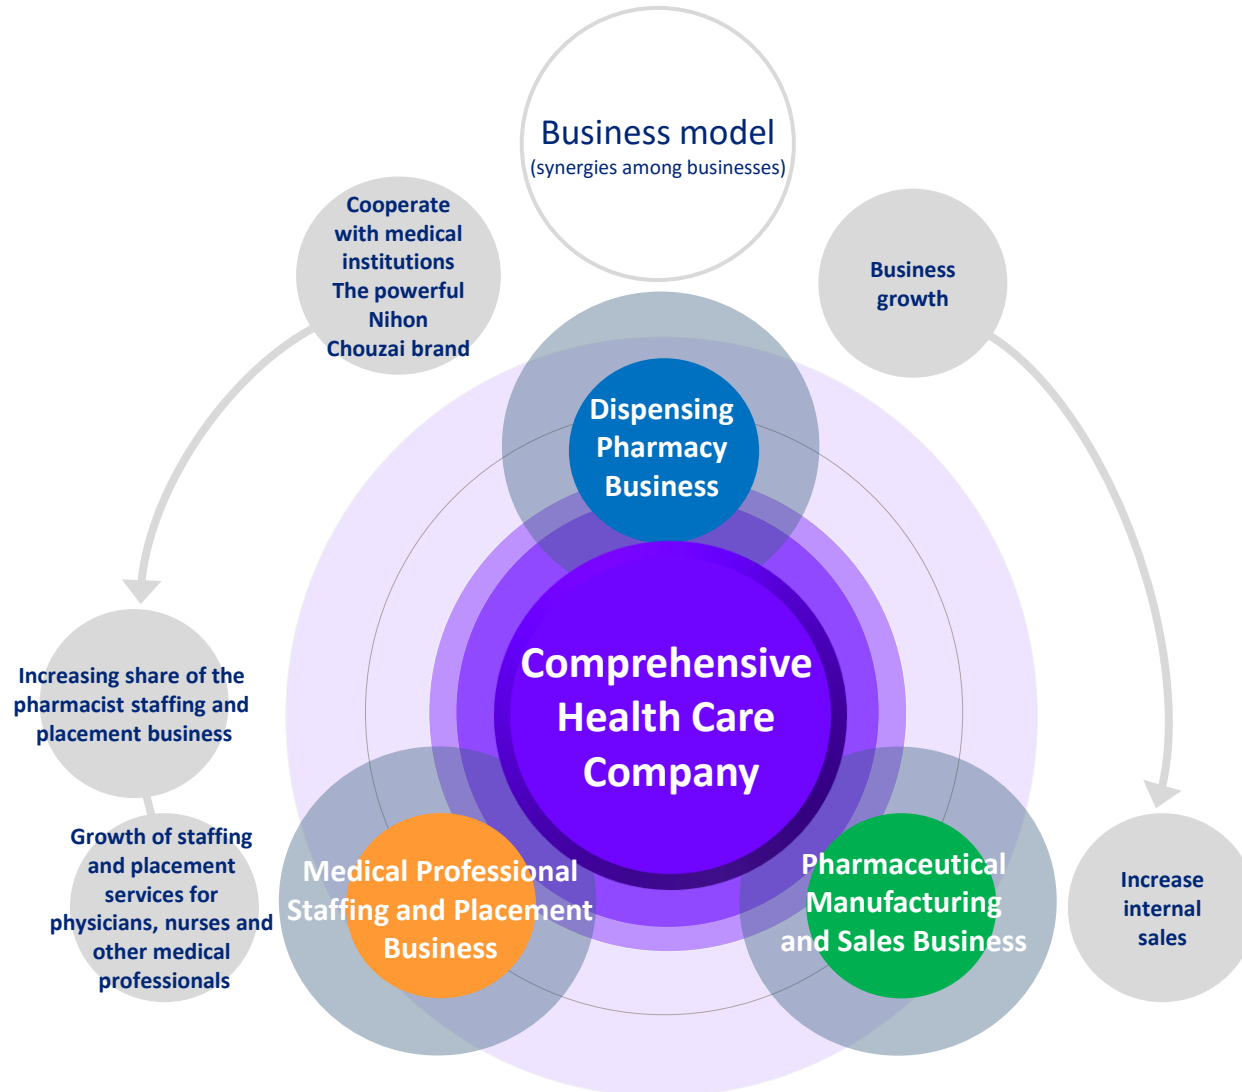 Business model
(synergies among businesses)
Cooperate
with medical
institutions
The powerful
Nihon
Chouzai brand
Business
growth
Dispensing
Pharmacy
Business
Comprehensive
Health Care
Company
Increasing share of the
pharmacist staffing and
placement business
Growth of staffing
and placement
services for
physicians, nurses and
other medical
professionals
Medical Professional
Staffing and Placement
Business
Pharmaceutical
Manufacturing
and Sales Business
Increase
internal
sales